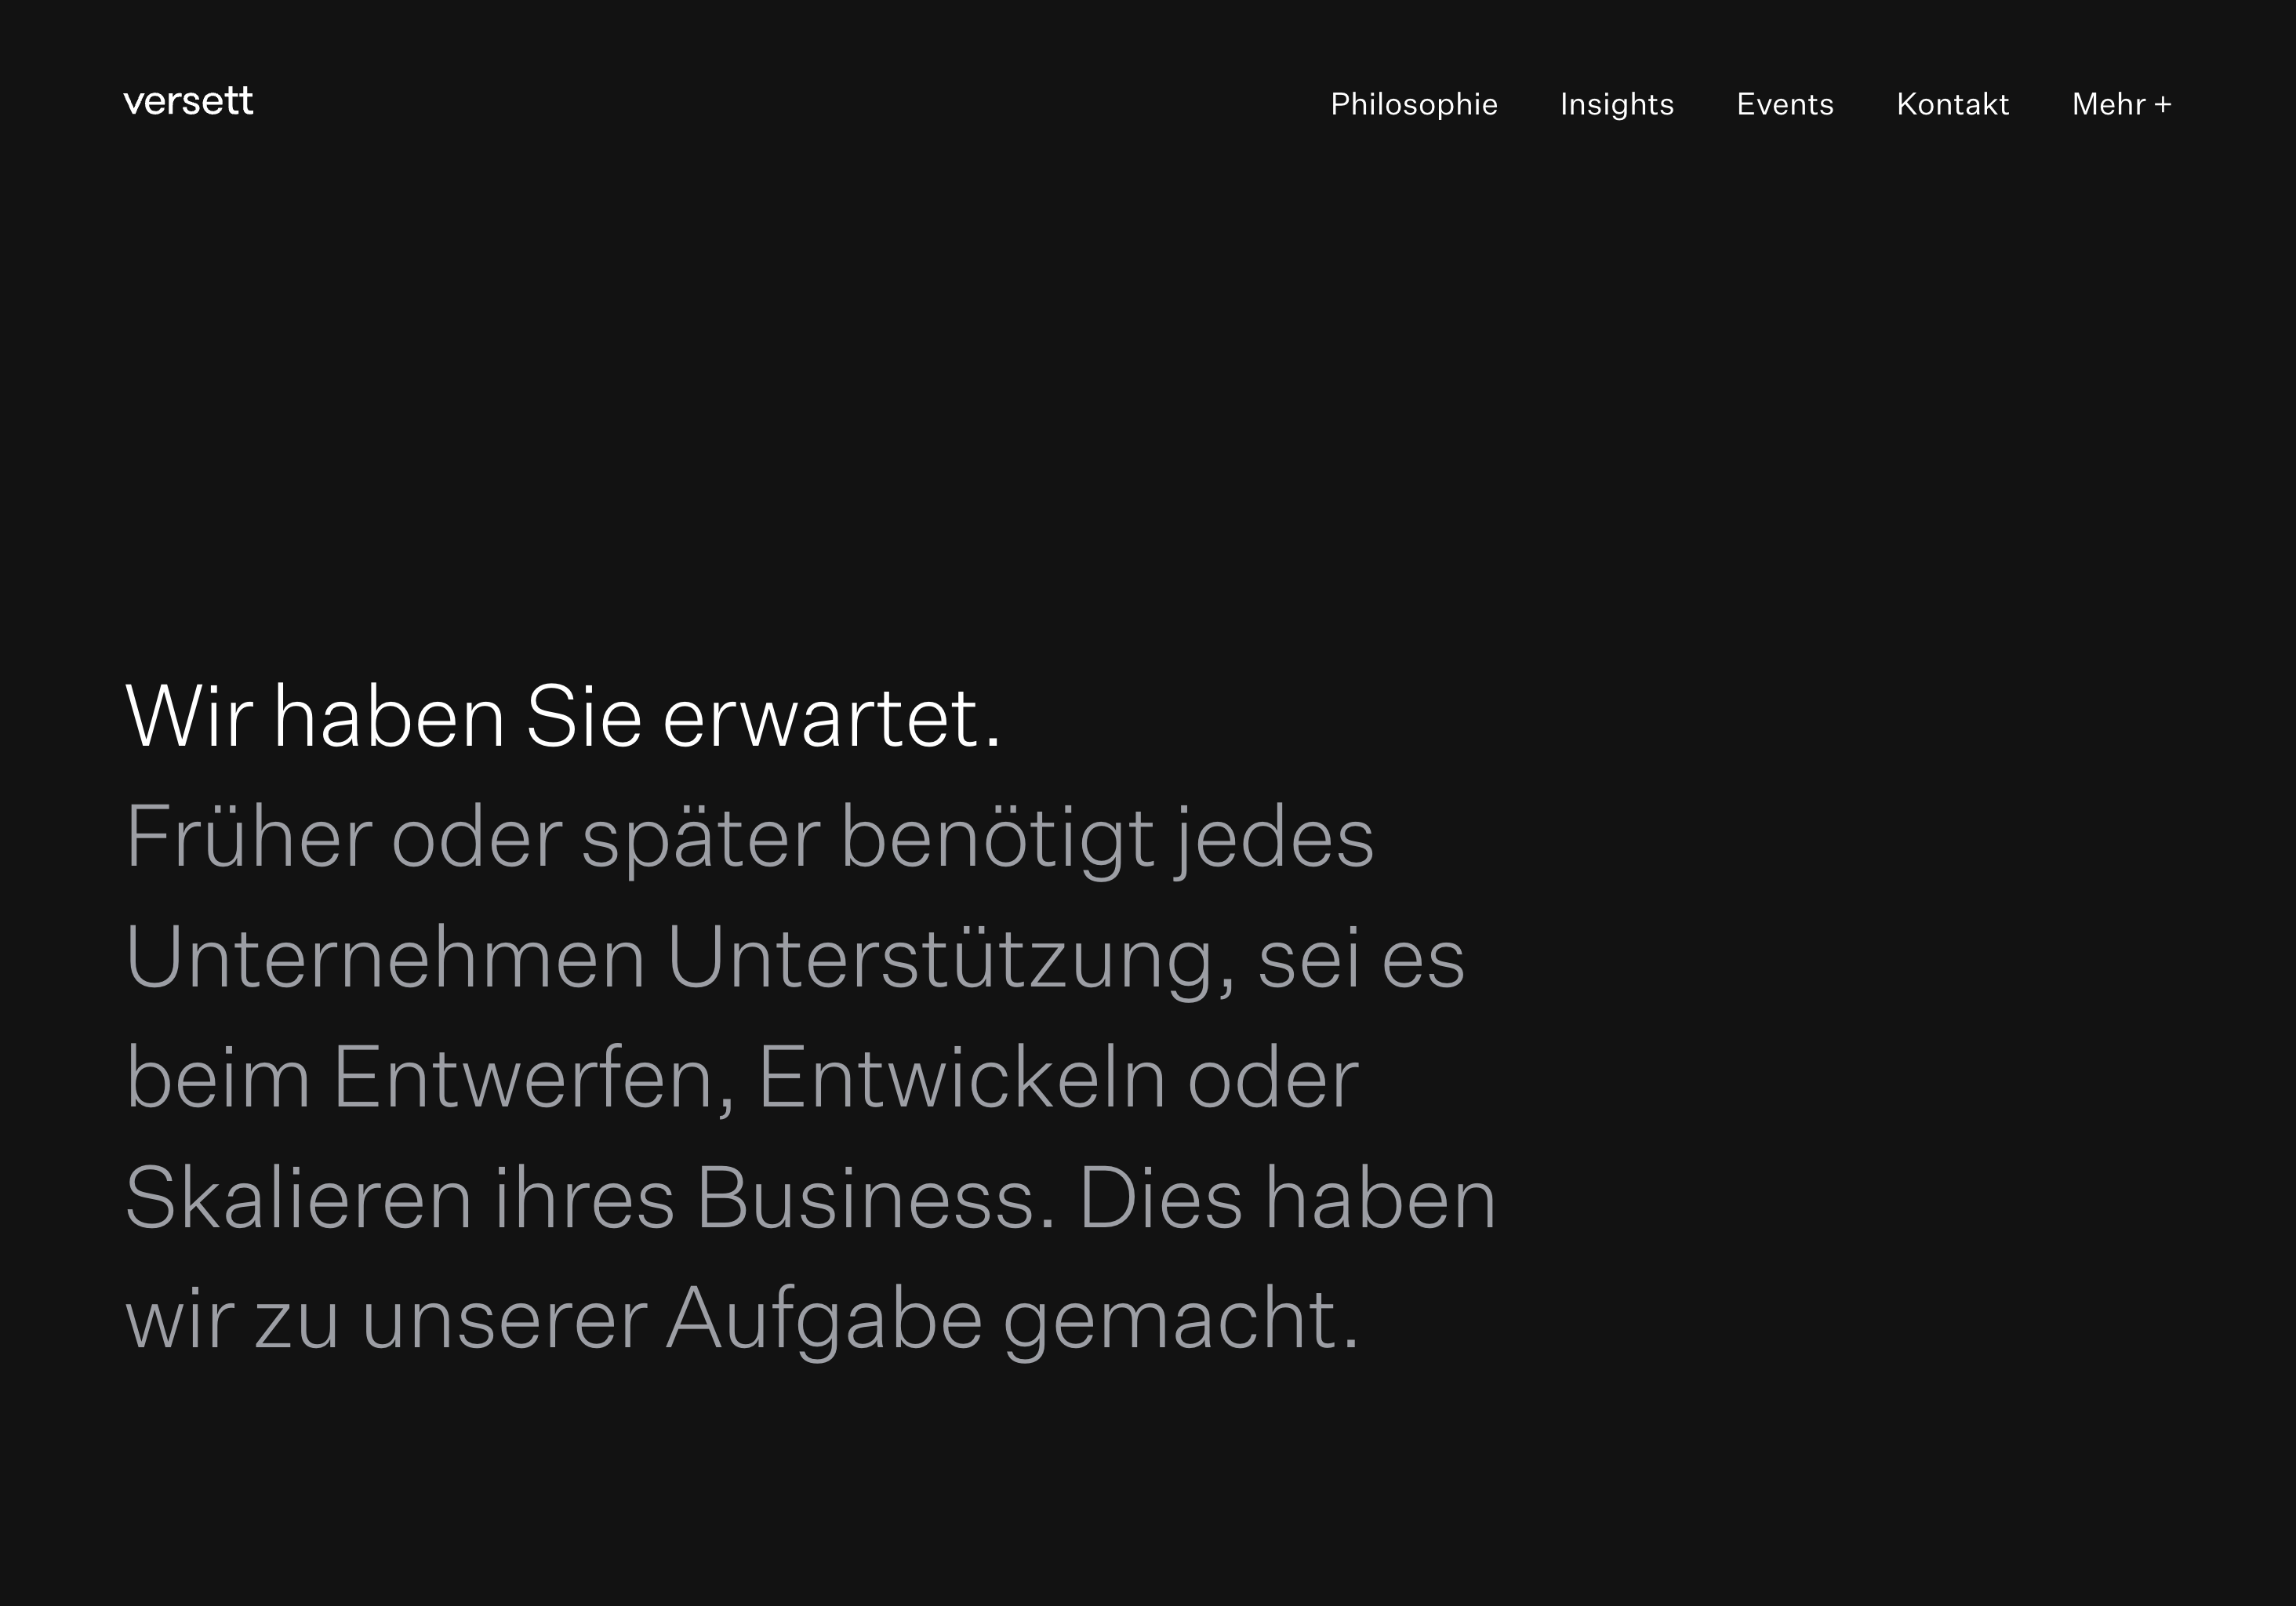 versett
Philosophie Insights Events Kontakt Mehr +
Wir haben Sie erwartet.
Früher oder später benötigt jedes
Unternehmen Unterstützung, sei es
beim Entwerfen, Entwickeln oder
Skalieren ihres Business. Dies haben
wir zu unserer Aufgabe gemacht.